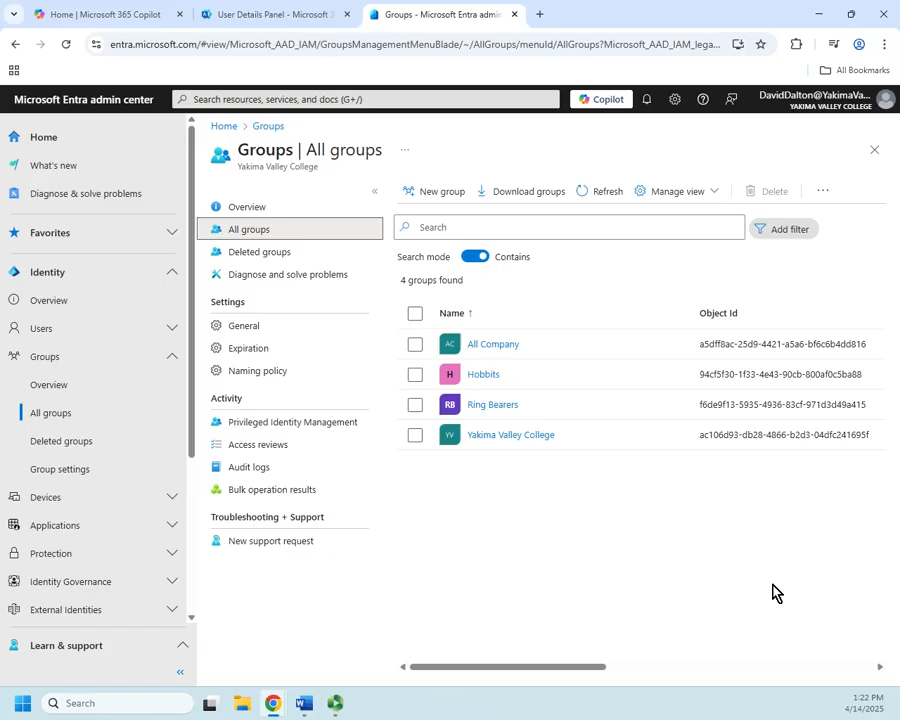 Home | Microsoft 365 Copilot
User Details Panel - Microsoft 3
Groups - Microsoft Entra admin
entra.microsoft.com/#view/Microsoft_AAD_IAM/GroupsManagementMenuBlade/~/AllGroups/menuId/AllGroups?Microsoft_AAD_IAM_lega...
All Bookmarks
Microsoft Entra admin center
Search resources, services, and docs (G+/)
Copilot
DavidDalton@YakimaVa...
YAKIMA VALLEY COLLEGE
Home
What's new
Diagnose & solve problems
Favorites
Identity
Overview
Users
Groups
Overview
All groups
Deleted groups
Group settings
Devices
Applications
Protection
Identity Governance
External Identities
Learn & support
Home > Groups
Groups | All groups ...
Yakima Valley College
Overview
All groups
Deleted groups
Diagnose and solve problems
Settings
General
Expiration
Naming policy
Activity
Privileged Identity Management
Access reviews
Audit logs
Bulk operation results
Troubleshooting + Support
New support request
New group
Download groups
Refresh
Manage view
Delete
...
Search
Add filter
Search mode
Contains
4 groups found
Name ↑
Object Id
AC All Company a5dff8ac-25d9-4421-a5a6-bf6c6b4dd816
H Hobbits 94cf5f30-1f33-4e43-90cb-800af0c5ba88
RB Ring Bearers f6de9f13-5935-4936-83cf-971d3d49a415
YV Yakima Valley College ac106d93-db28-4866-b2d3-04dfc241695f
Search
1:22 PM
4/14/2025